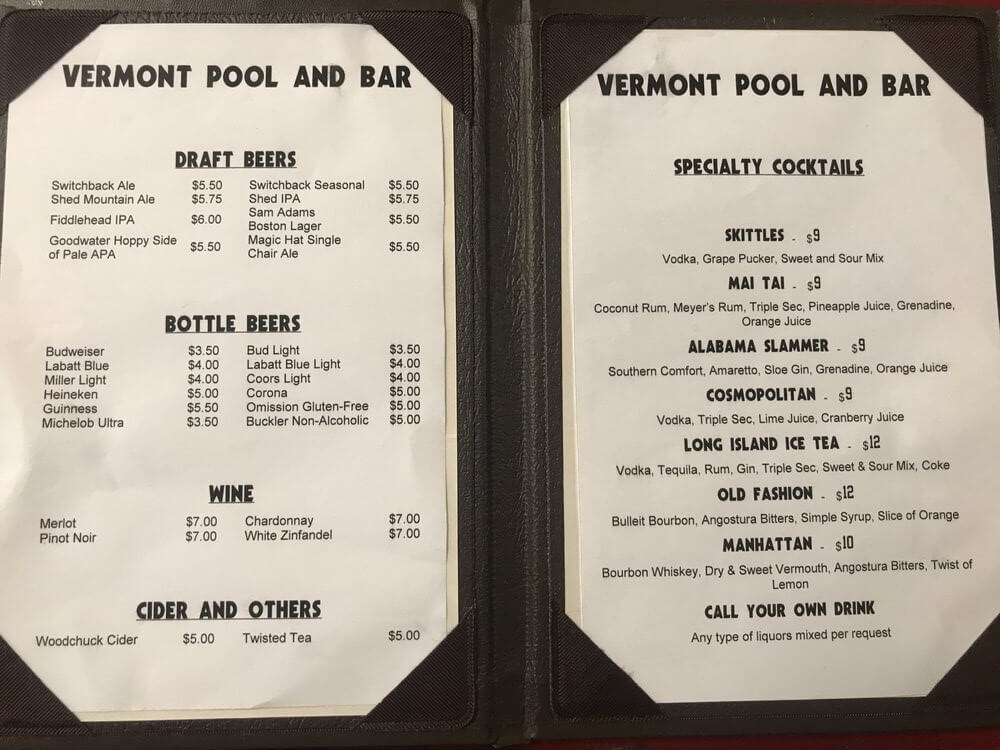 VERMONT POOL AND BAR
DRAFT BEERS
Switchback Ale $5.50 Switchback Seasonal $5.50
Shed Mountain Ale $5.75 Shed IPA $5.75
Fiddlehead IPA $6.00 Sam Adams
Boston Lager $5.50
Goodwater Hoppy Side
of Pale APA $5.50 Magic Hat Single
Chair Ale $5.50
BOTTLE BEERS
Budweiser $3.50 Bud Light $3.50
Labatt Blue $4.00 Labatt Blue Light $4.00
Miller Light $4.00 Coors Light $4.00
Heineken $5.00 Corona $5.00
Guinness $5.50 Omission Gluten-Free $5.00
Michelob Ultra $3.50 Buckler Non-Alcoholic $5.00
WINE
Merlot $7.00 Chardonnay $7.00
Pinot Noir $7.00 White Zinfandel $7.00
CIDER AND OTHERS
Woodchuck Cider $5.00 Twisted Tea $5.00
VERMONT POOL AND BAR
SPECIALTY COCKTAILS
SKITTLES - $9
Vodka, Grape Pucker, Sweet and Sour Mix
MAI TAI - $9
Coconut Rum, Meyer's Rum, Triple Sec, Pineapple Juice, Grenadine,
Orange Juice
ALABAMA SLAMMER - $9
Southern Comfort, Amaretto, Sloe Gin, Grenadine, Orange Juice
COSMOPOLITAN - $9
Vodka, Triple Sec, Lime Juice, Cranberry Juice
LONG ISLAND ICE TEA - $12
Vodka, Tequila, Rum, Gin, Triple Sec, Sweet & Sour Mix, Coke
OLD FASHION - $12
Bulleit Bourbon, Angostura Bitters, Simple Syrup, Slice of Orange
MANHATTAN - $10
Bourbon Whiskey, Dry & Sweet Vermouth, Angostura Bitters, Twist of
Lemon
CALL YOUR OWN DRINK
Any type of liquors mixed per request